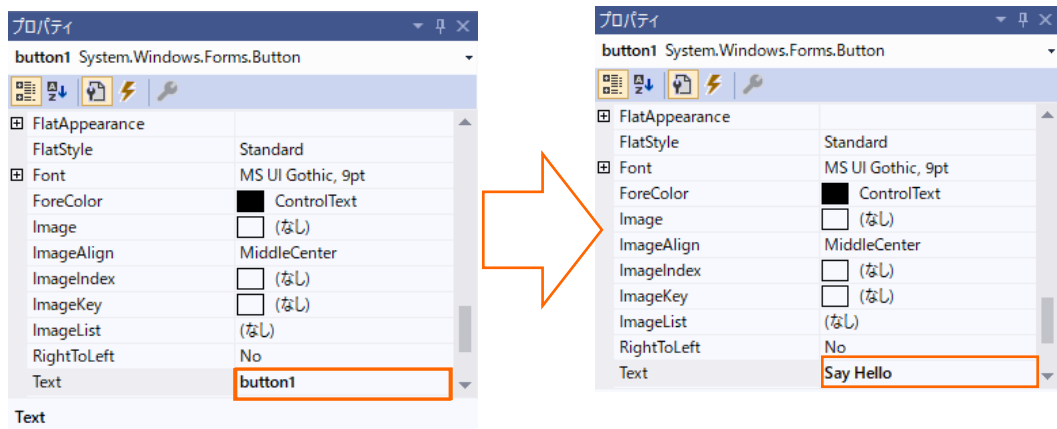 プロパティ
button1 System.Windows.Forms.Button
FlatAppearance
FlatStyle Standard
Font MS UI Gothic, 9pt
ForeColor ControlText
Image (なし)
ImageAlign MiddleCenter
ImageIndex (なし)
ImageKey (なし)
ImageList (なし)
RightToLeft No
Text button1
Text
プロパティ
button1 System.Windows.Forms.Button
FlatAppearance
FlatStyle Standard
Font MS UI Gothic, 9pt
ForeColor ControlText
Image (なし)
ImageAlign MiddleCenter
ImageIndex (なし)
ImageKey (なし)
ImageList (なし)
RightToLeft No
Text Say Hello